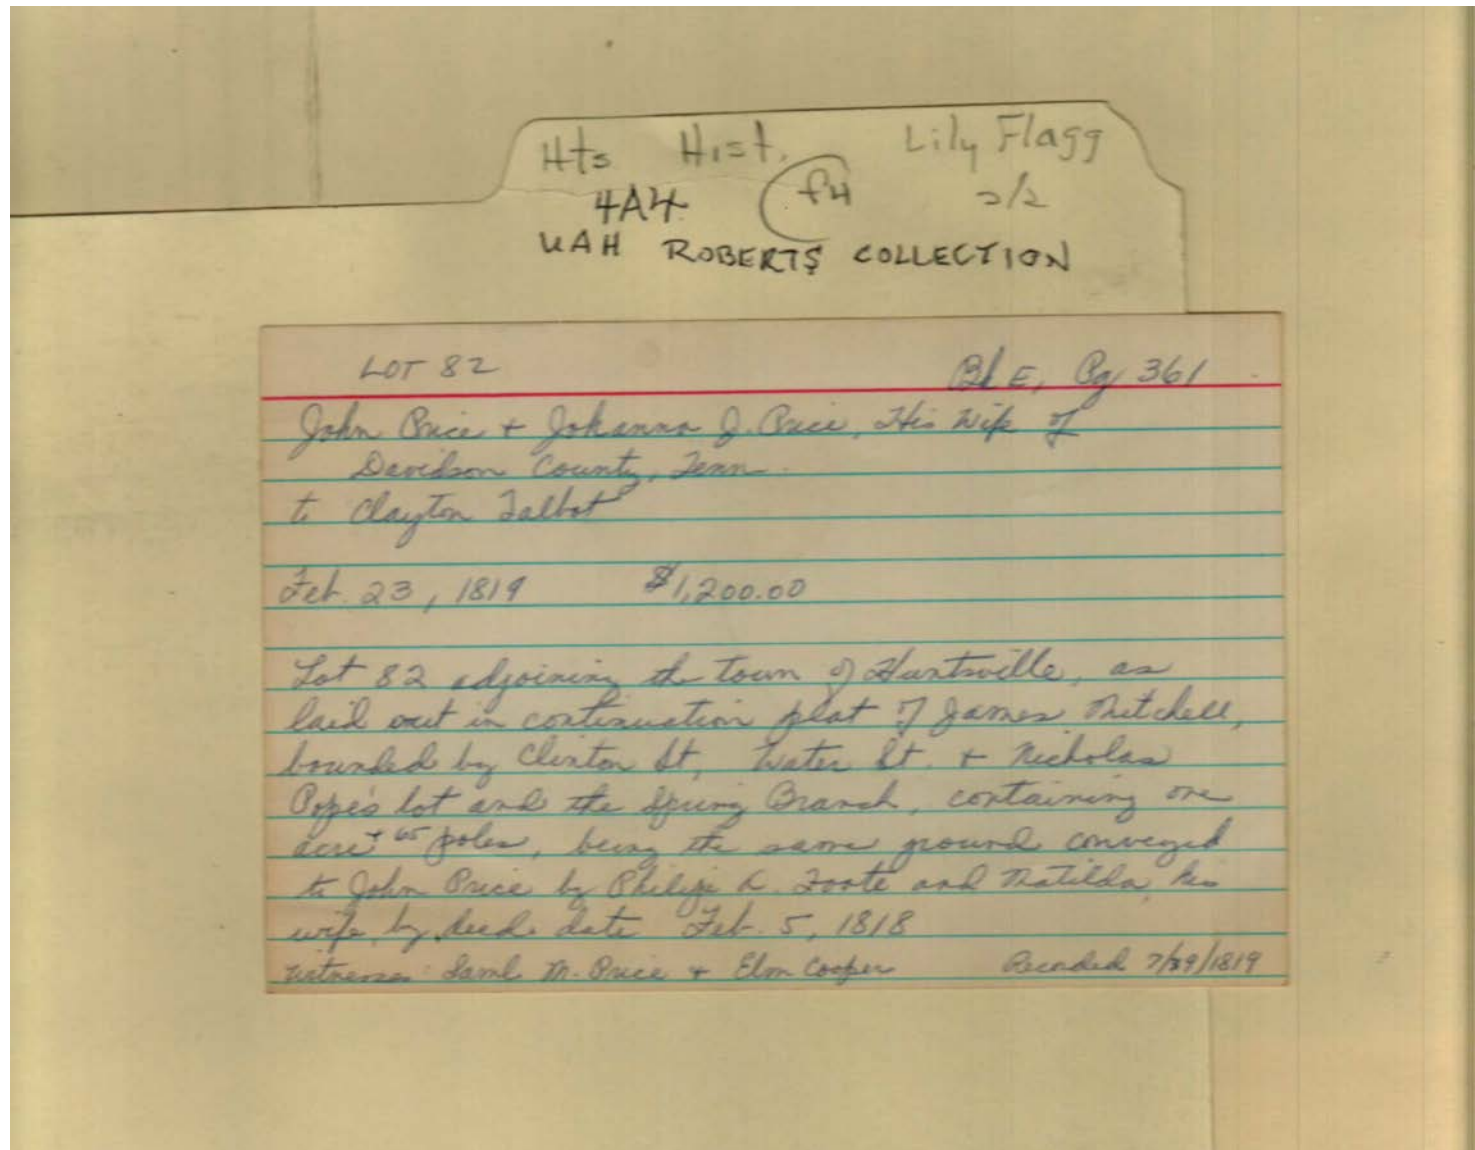 Hts Hist. Lily Flagg
4A4 f4 2/2
UAH ROBERTS COLLECTION
LOT 82 Bk E, Pg 361
John Price + Johanna J. Price, His Wife of
Davidson County, Tenn.
to Clayton Talbot
Feb. 23, 1819 $1,200.00
Lot 82 adjoining the town of Huntsville, as
laid out in continuation plat of James Mitchell,
bounded by Clinton St, Water St. + Nicholas
Pope's lot and the Spring Branch, containing one
acre + 65 poles, being the same ground conveyed
to John Price by Philip A. Foote and Matilda, his
wife, by deed date Feb. 5, 1818
Witnesses: Saml M. Price + Elm Cooper Recorded 7/ /1819